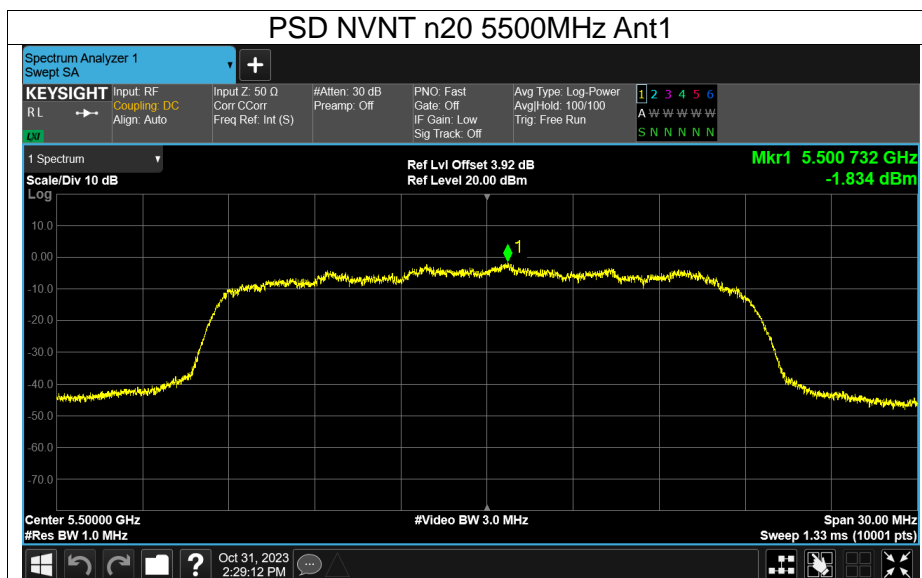 PSD NVNT n20 5500MHz Ant1
Spectrum Analyzer 1
Swept SA
KEYSIGHT
R L
LXI
Input: RF
Coupling: DC
Align: Auto
Input Z: 50 Ω
Corr CCorr
Freq Ref: Int (S)
#Atten: 30 dB
Preamp: Off
PNO: Fast
Gate: Off
IF Gain: Low
Sig Track: Off
Avg Type: Log-Power
Avg|Hold: 100/100
Trig: Free Run
1 2 3 4 5 6
A W W W W W
S N N N N N
1 Spectrum
Scale/Div 10 dB
Log
Ref Lvl Offset 3.92 dB
Ref Level 20.00 dBm
Mkr1 5.500 732 GHz
-1.834 dBm
10.0
0.00
-10.0
-20.0
-30.0
-40.0
-50.0
-60.0
-70.0
1
Center 5.50000 GHz
#Res BW 1.0 MHz
#Video BW 3.0 MHz
Span 30.00 MHz
Sweep 1.33 ms (10001 pts)
?
Oct 31, 2023
2:29:12 PM